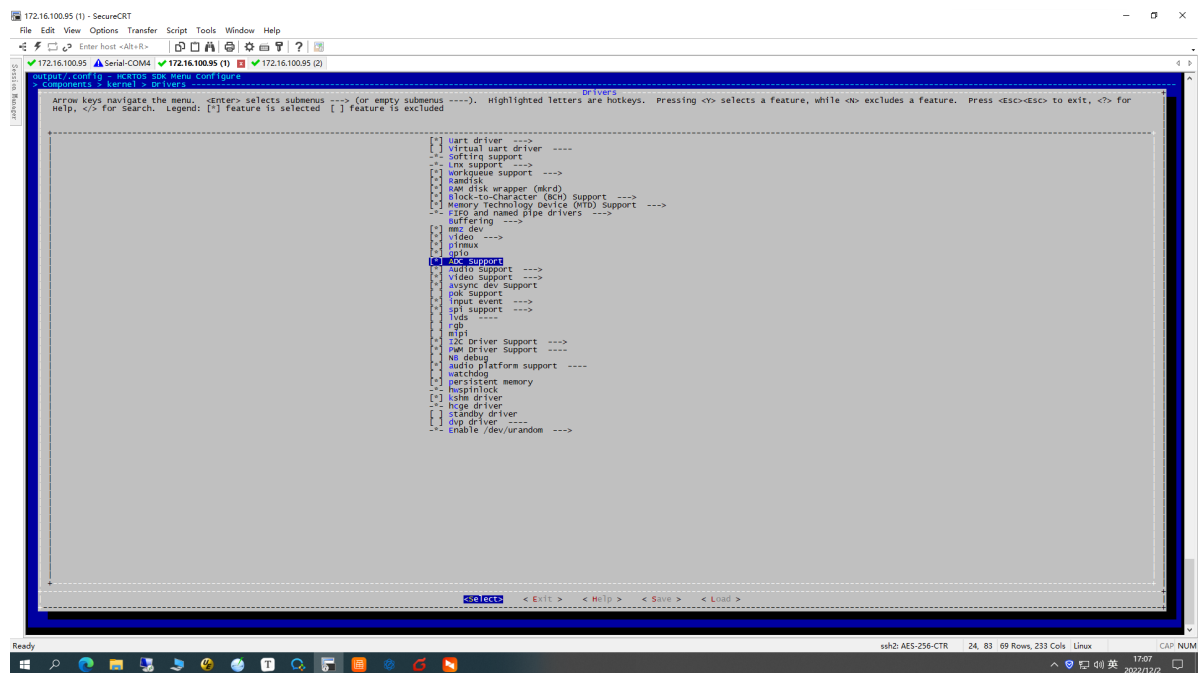 172.16.100.95 (1) - SecureCRT
File Edit View Options Transfer Script Tools Window Help
Enter host <Alt+R>
172.16.100.95 Serial-COM4 172.16.100.95 (1) 172.16.100.95 (2)
Session Manager
output/.config - HCRTOS SDK Menu Configure
> Components > kernel > Drivers
Drivers
Arrow keys navigate the menu. <Enter> selects submenus ---> (or empty submenus ----). Highlighted letters are hotkeys. Pressing <Y> selects a feature, while <N> excludes a feature. Press <Esc><Esc> to exit, <?> for
Help, </> for Search. Legend: [*] feature is selected [ ] feature is excluded
[*] Uart driver --->
[ ] Virtual uart driver ----
-*- Softirq support
-*- Lnx support --->
[*] Workqueue support --->
[*] Ramdisk
[*] RAM disk wrapper (mkrd)
[*] Block-to-Character (BCH) Support --->
[*] Memory Technology Device (MTD) Support --->
-*- FIFO and named pipe drivers --->
Buffering --->
[*] mmz dev
[*] video --->
[*] pinmux
[*] gpio
[*] ADC Support
[*] Audio Support --->
[*] Video Support --->
[*] avsync dev Support
[ ] pok Support
[*] input event --->
[*] spi support --->
[ ] lvds ----
[ ] rgb
[ ] mipi
[*] I2C Driver Support --->
[*] PWM Driver Support ----
[ ] NB debug
[*] audio platform support ----
[ ] watchdog
[*] persistent memory
-*- hwspinlock
[*] kshm driver
-*- hcge driver
[ ] standby driver
[ ] dvp driver ----
-*- Enable /dev/urandom --->
<Select> < Exit > < Help > < Save > < Load >
Ready ssh2: AES-256-CTR 24, 83 69 Rows, 233 Cols Linux CAP NUM
英 17:07
2022/12/2